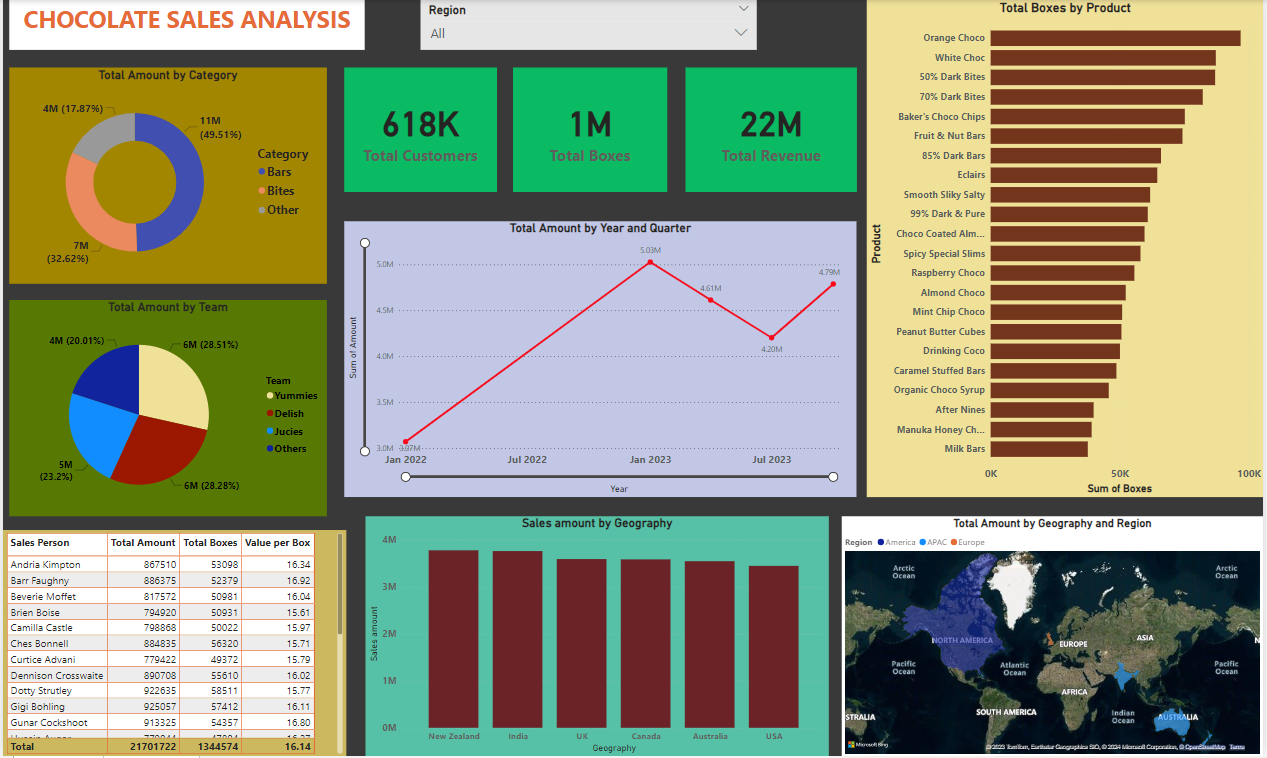 CHOCOLATE SALES ANALYSIS
Region
All
Total Amount by Category
4M (17.87%)
11M
(49.51%)
7M
(32.62%)
Category
Bars
Bites
Other
618K
Total Customers
1M
Total Boxes
22M
Total Revenue
Total Amount by Team
4M (20.01%)
6M (28.51%)
5M
(23.2%)
6M (28.28%)
Team
Yummies
Delish
Jucies
Others
Total Amount by Year and Quarter
Sum of Amount
5.0M
4.5M
4.0M
3.5M
3.0M
3.07M
5.03M
4.61M
4.20M
4.79M
Jan 2022
Jul 2022
Jan 2023
Jul 2023
Year
Total Boxes by Product
Product
Orange Choco
White Choc
50% Dark Bites
70% Dark Bites
Baker's Choco Chips
Fruit & Nut Bars
85% Dark Bars
Eclairs
Smooth Sliky Salty
99% Dark & Pure
Choco Coated Alm...
Spicy Special Slims
Raspberry Choco
Almond Choco
Mint Chip Choco
Peanut Butter Cubes
Drinking Coco
Caramel Stuffed Bars
Organic Choco Syrup
After Nines
Manuka Honey Ch...
Milk Bars
0K
50K
100K
Sum of Boxes
Sales Person Total Amount Total Boxes Value per Box
Andria Kimpton 867510 53098 16.34
Barr Faughny 886375 52379 16.92
Beverie Moffet 817572 50981 16.04
Brien Boise 794920 50931 15.61
Camilla Castle 798868 50022 15.97
Ches Bonnell 884835 56320 15.71
Curtice Advani 779422 49372 15.79
Dennison Crosswaite 890708 55610 16.02
Dotty Strutley 922635 58511 15.77
Gigi Bohling 925057 57412 16.11
Gunar Cockshoot 913325 54357 16.80
Total 21701722 1344574 16.14
Sales amount by Geography
Sales amount
4M
3M
2M
1M
0M
New Zealand
India
UK
Canada
Australia
USA
Geography
Total Amount by Geography and Region
Region America APAC Europe
Arctic
Ocean
Arctic
Ocean
NORTH AMERICA
EUROPE
ASIA
N
Pacific
Ocean
Atlantic
Ocean
Pacific
Ocean
AFRICA
SOUTH AMERICA
Indian
Ocean
STRALIA
AUSTRALIA
Microsoft Bing
© 2023 TomTom, Earthstar Geographics SIO, © 2024 Microsoft Corporation, © OpenStreetMap Terms